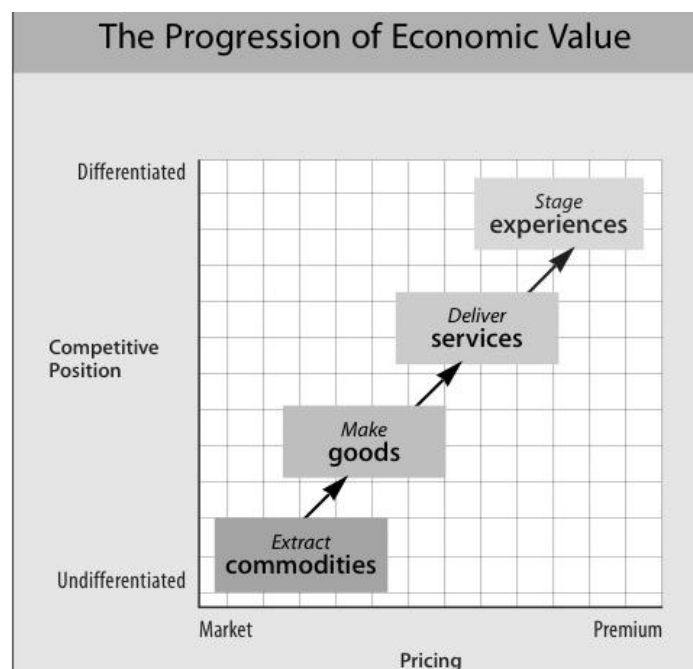 The Progression of Economic Value
Differentiated
Stage
experiences
Deliver
services
Competitive
Position
Make
goods
Extract
commodities
Undifferentiated
Market
Premium
Pricing